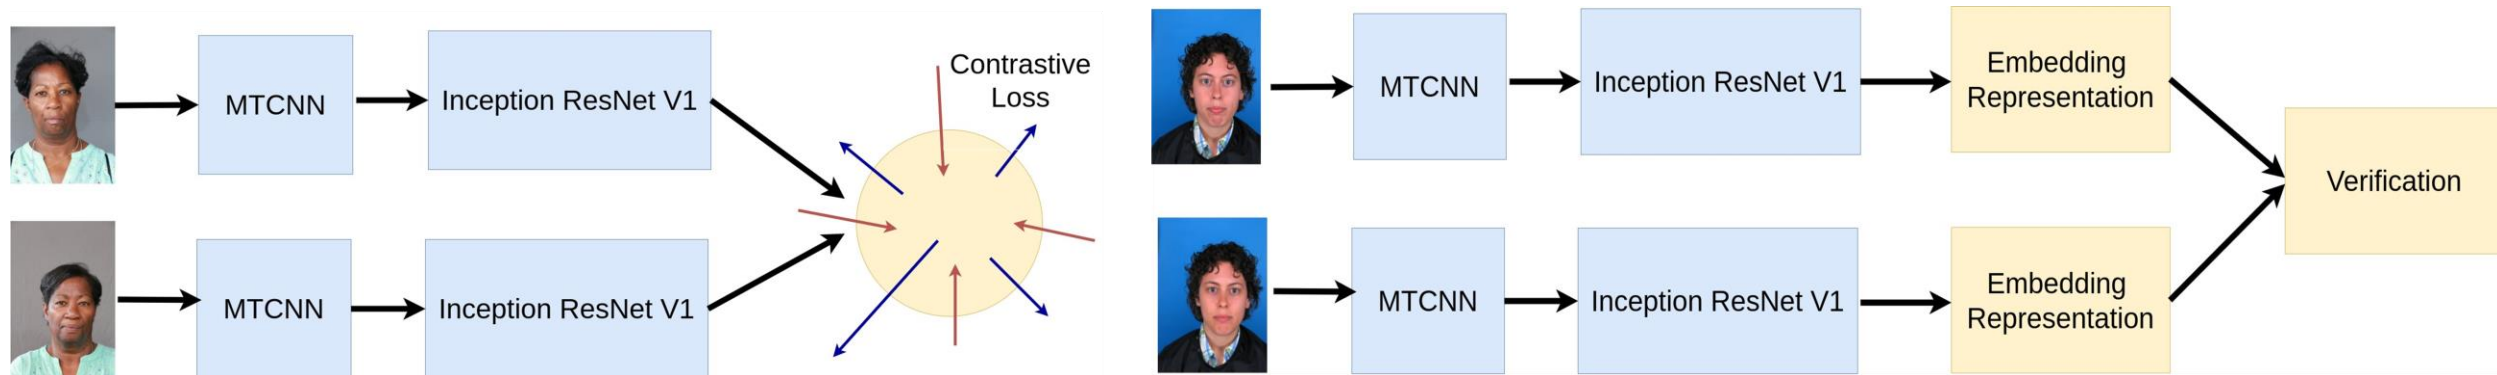 MTCNN
Inception ResNet V1
Contrastive
Loss
MTCNN
Inception ResNet V1
MTCNN
Inception ResNet V1
Embedding
Representation
Verification
MTCNN
Inception ResNet V1
Embedding
Representation